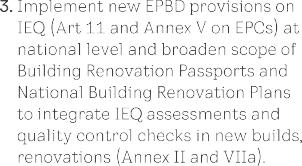 3. Implement new EPBD provisions on
IEQ (Art 11 and Annex V on EPCs) at
national level and broaden scope of
Building Renovation Passports and
National Building Renovation Plans
to integrate IEQ assessments and
quality control checks in new builds,
renovations (Annex II and VIIa).